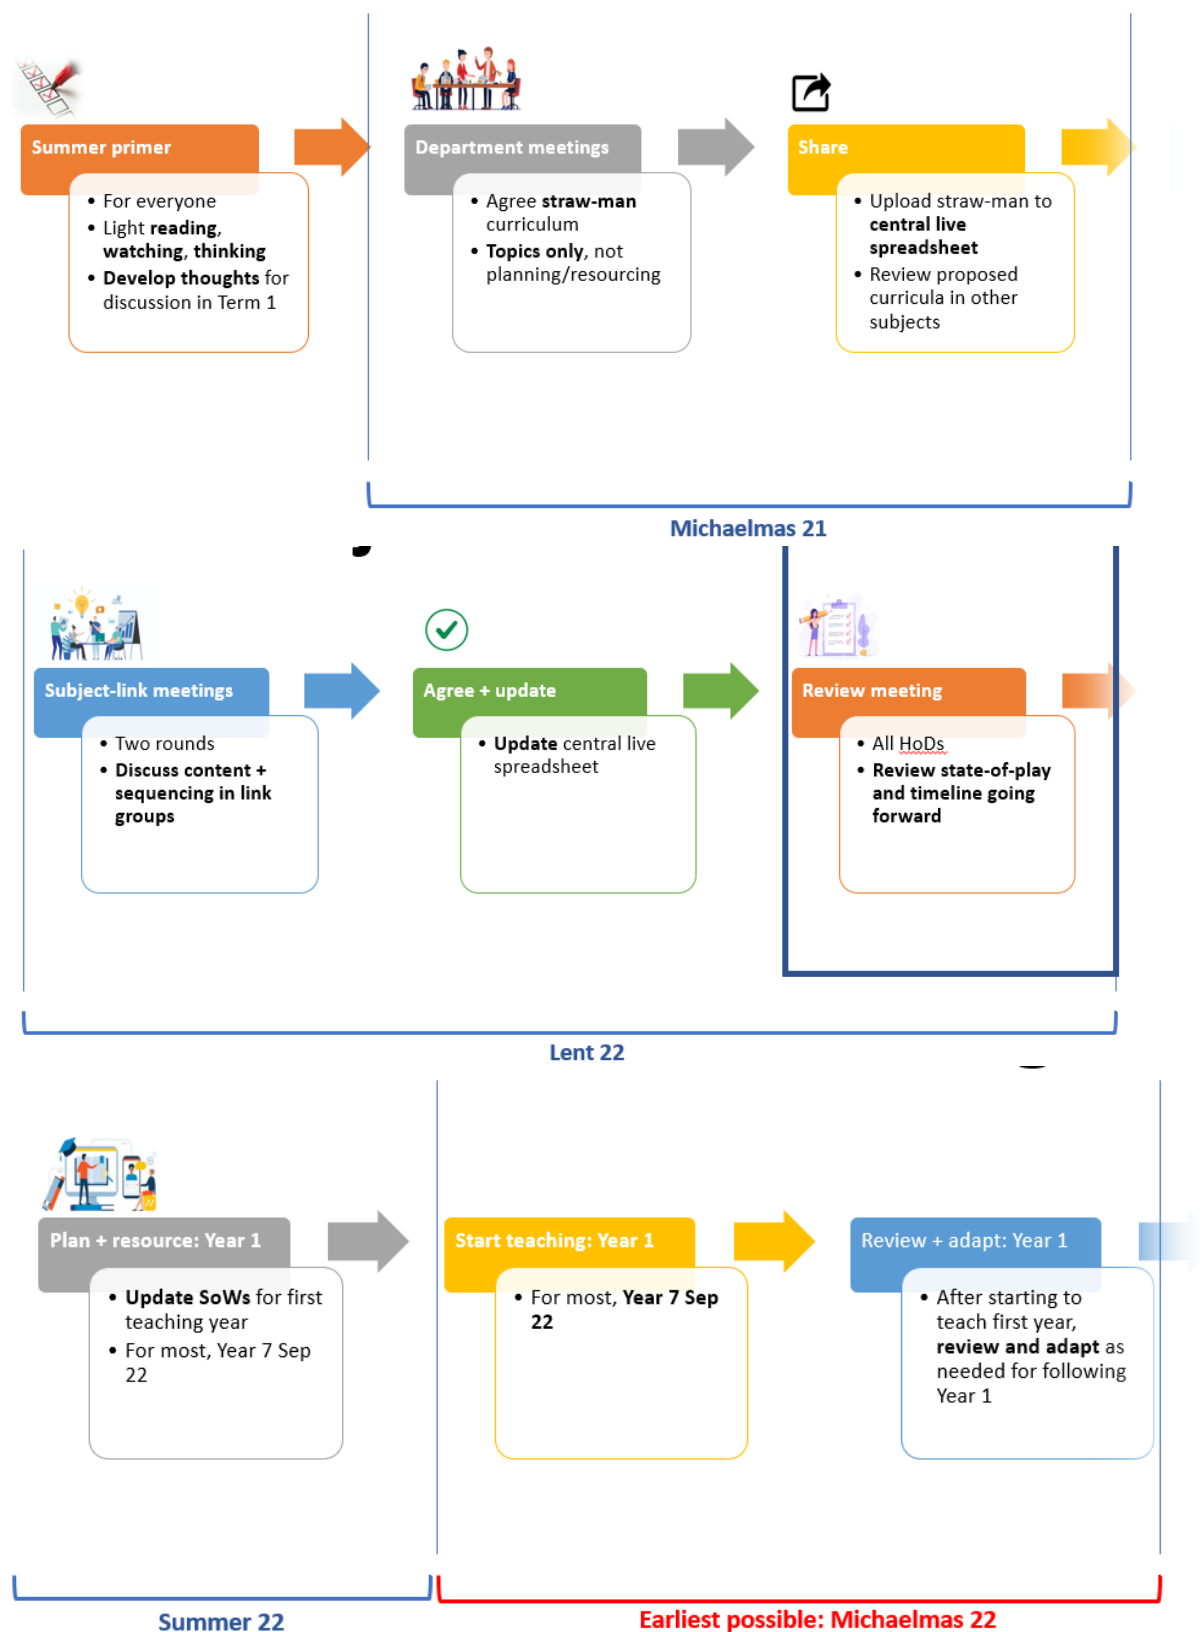 Summer primer
• For everyone
• Light reading,
watching, thinking
• Develop thoughts for
discussion in Term 1
Department meetings
• Agree straw-man
curriculum
• Topics only, not
planning/resourcing
Share
• Upload straw-man to
central live
spreadsheet
• Review proposed
curricula in other
subjects
Michaelmas 21
Subject-link meetings
• Two rounds
• Discuss content +
sequencing in link
groups
Agree + update
• Update central live
spreadsheet
Review meeting
• All HoDs
• Review state-of-play
and timeline going
forward
Lent 22
Plan + resource: Year 1
• Update SoWs for first
teaching year
• For most, Year 7 Sep
22
Start teaching: Year 1
• For most, Year 7 Sep
22
Review + adapt: Year 1
• After starting to
teach first year,
review and adapt as
needed for following
Year 1
Summer 22
Earliest possible: Michaelmas 22